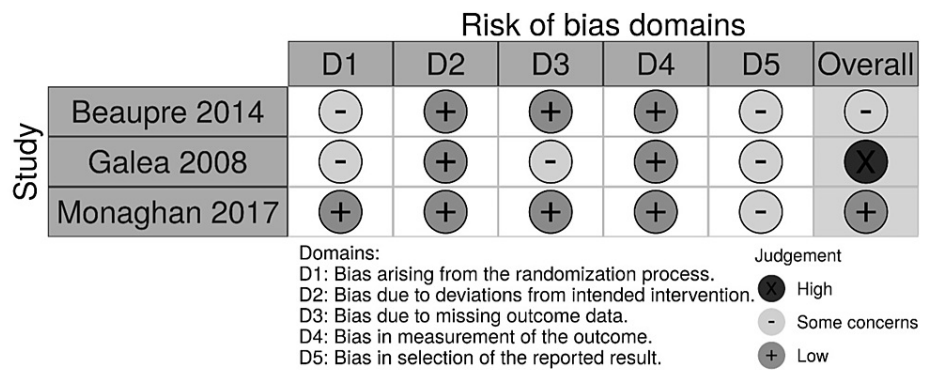 Risk of bias domains
D1 D2 D3 D4 D5 Overall
Study
Beaupre 2014 - + + + - -
Galea 2008 - + - + - X
Monaghan 2017 + + + + - +
Domains:
D1: Bias arising from the randomization process.
D2: Bias due to deviations from intended intervention.
D3: Bias due to missing outcome data.
D4: Bias in measurement of the outcome.
D5: Bias in selection of the reported result.
Judgement
X High
- Some concerns
+ Low